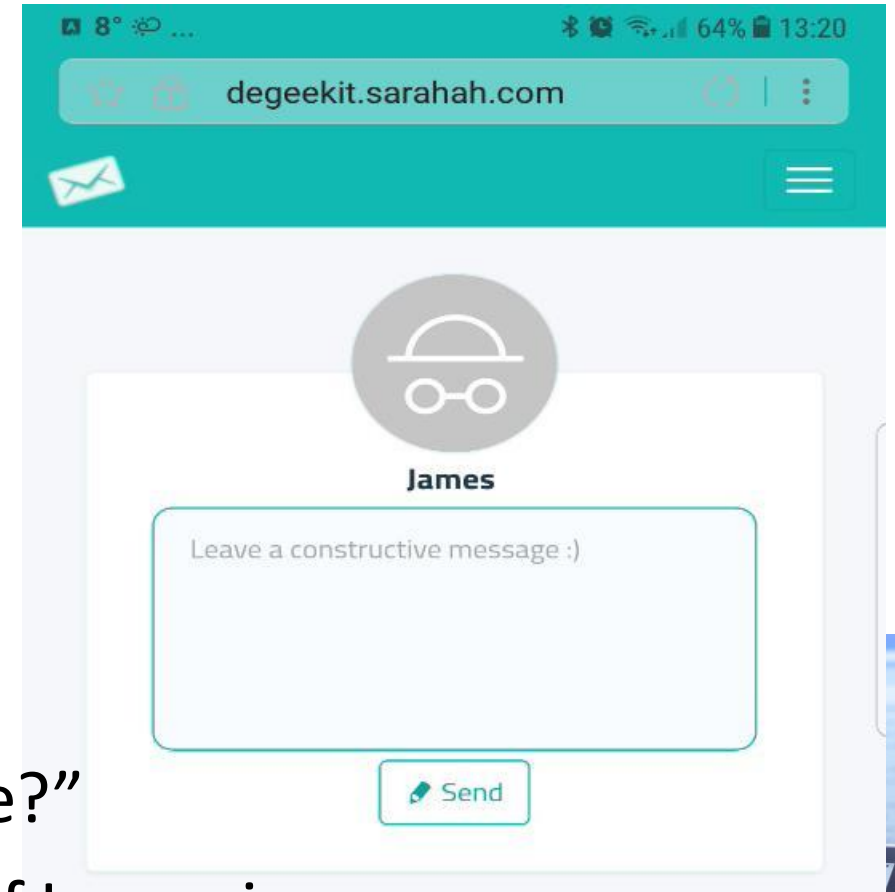 8° ... 64% 13:20
degeekit.sarahah.com
James
Leave a constructive message :)
e?”
Send